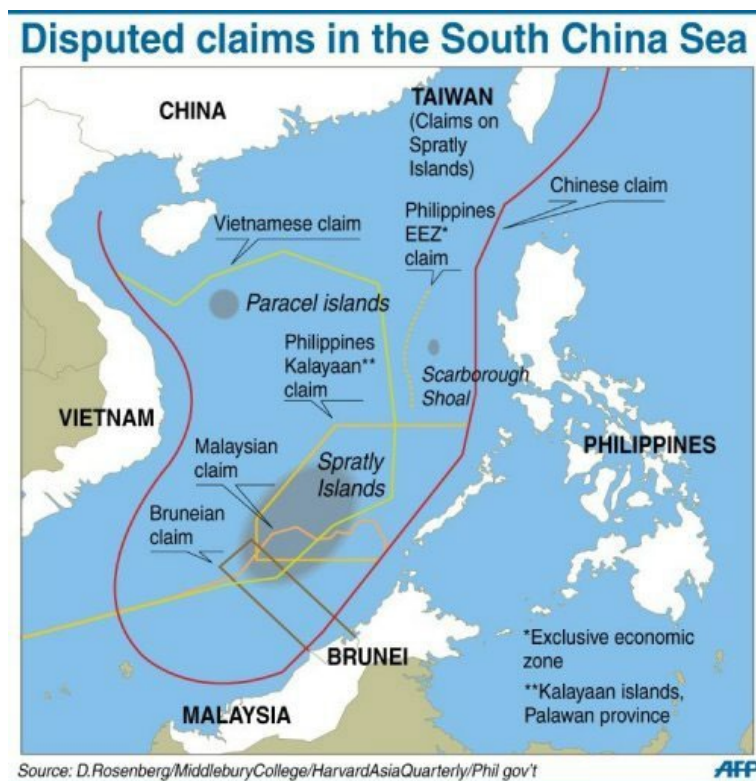 Disputed claims in the South China Sea
CHINA
TAIWAN
(Claims on
Spratly
Islands)
Chinese claim
Vietnamese claim
Philippines
EEZ*
claim
Paracel islands
Philippines
Kalayaan**
claim
Scarborough
Shoal
VIETNAM
PHILIPPINES
Malaysian
claim
Spratly
Islands
Bruneian
claim
*Exclusive economic
zone
BRUNEI
**Kalayaan islands,
Palawan province
MALAYSIA
Source: D.Rosenberg/MiddleburyCollege/HarvardAsiaQuarterly/Phil gov't
AFP